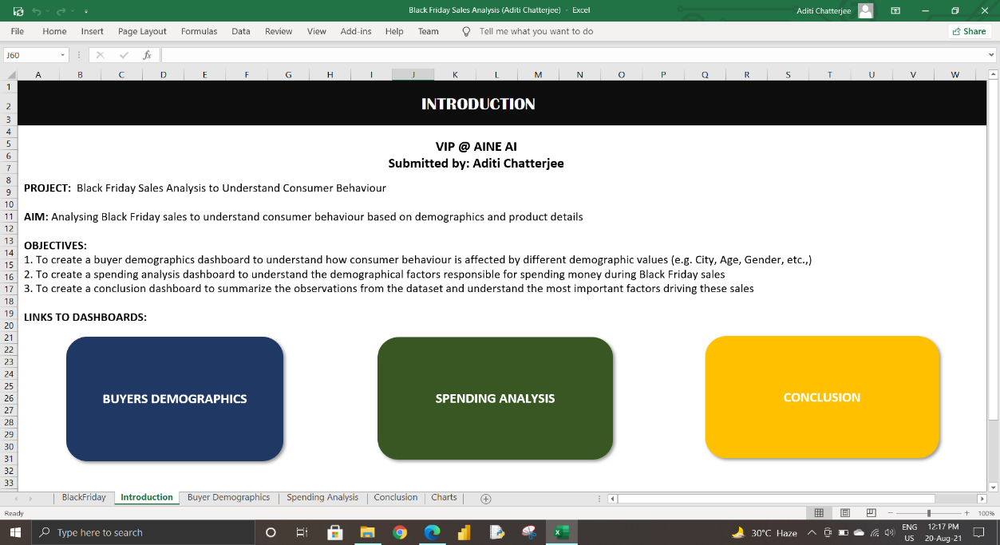 Black Friday Sales Analysis (Aditi Chatterjee) - Excel
Aditi Chatterjee
File Home Insert Page Layout Formulas Data Review View Add-ins Help Team Tell me what you want to do Share
J60 fx
A B C D E F G H I J K L M N O P Q R S T U V W
1
2
3
4
5
6
7
8
9
10
11
12
13
14
15
16
17
18
19
20
21
22
23
24
25
26
27
28
29
30
31
32
33
INTRODUCTION
VIP @ AINE AI
Submitted by: Aditi Chatterjee
PROJECT: Black Friday Sales Analysis to Understand Consumer Behaviour
AIM: Analysing Black Friday sales to understand consumer behaviour based on demographics and product details
OBJECTIVES:
1. To create a buyer demographics dashboard to understand how consumer behaviour is affected by different demographic values (e.g. City, Age, Gender, etc.,)
2. To create a spending analysis dashboard to understand the demographical factors responsible for spending money during Black Friday sales
3. To create a conclusion dashboard to summarize the observations from the dataset and understand the most important factors driving these sales
LINKS TO DASHBOARDS:
BUYERS DEMOGRAPHICS
SPENDING ANALYSIS
CONCLUSION
BlackFriday Introduction Buyer Demographics Spending Analysis Conclusion Charts
Ready
100%
Type here to search
30°C Haze
ENG
US
12:17 PM
20-Aug-21